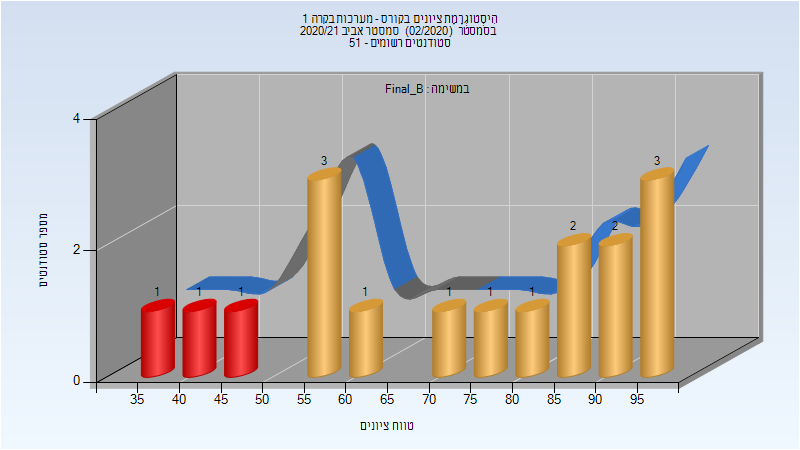 היסטוגרמת ציונים בקורס - מערכות בקרה 1
בסמסטר (02/2020) סמסטר אביב 2020/21
סטודנטים רשומים - 51
במשימה : Final_B
מספר סטודנטים
4
2
0
1
1
1
3
1
1
1
1
2
2
3
35 40 45 50 55 60 65 70 75 80 85 90 95
טווח ציונים